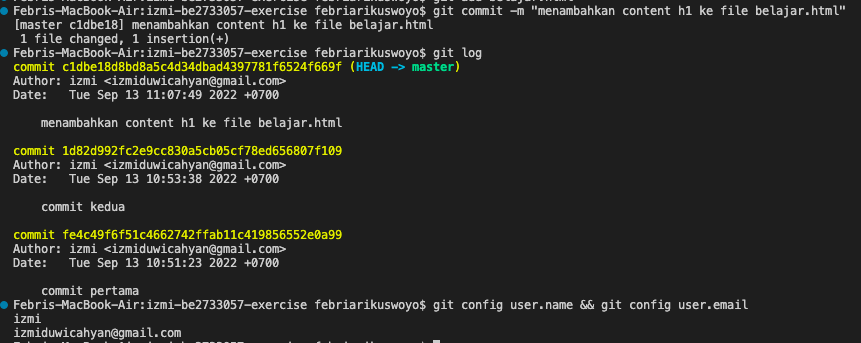 Febris-MacBook-Air:izmi-be2733057-exercise febriarikuswoyo$ git commit -m "menambahkan content h1 ke file belajar.html"
[master c1dbe18] menambahkan content h1 ke file belajar.html
1 file changed, 1 insertion(+)
Febris-MacBook-Air:izmi-be2733057-exercise febriarikuswoyo$ git log
commit c1dbe18d8bd8a5c4d34dbad4397781f6524f669f (HEAD -> master)
Author: izmi <izmiduwicahyan@gmail.com>
Date:   Tue Sep 13 11:07:49 2022 +0700
menambahkan content h1 ke file belajar.html
commit 1d82d992fc2e9cc830a5cb05cf78ed656807f109
Author: izmi <izmiduwicahyan@gmail.com>
Date:   Tue Sep 13 10:53:38 2022 +0700
commit kedua
commit fe4c49f6f51c4662742ffab11c419856552e0a99
Author: izmi <izmiduwicahyan@gmail.com>
Date:   Tue Sep 13 10:51:23 2022 +0700
commit pertama
Febris-MacBook-Air:izmi-be2733057-exercise febriarikuswoyo$ git config user.name && git config user.email
izmi
izmiduwicahyan@gmail.com